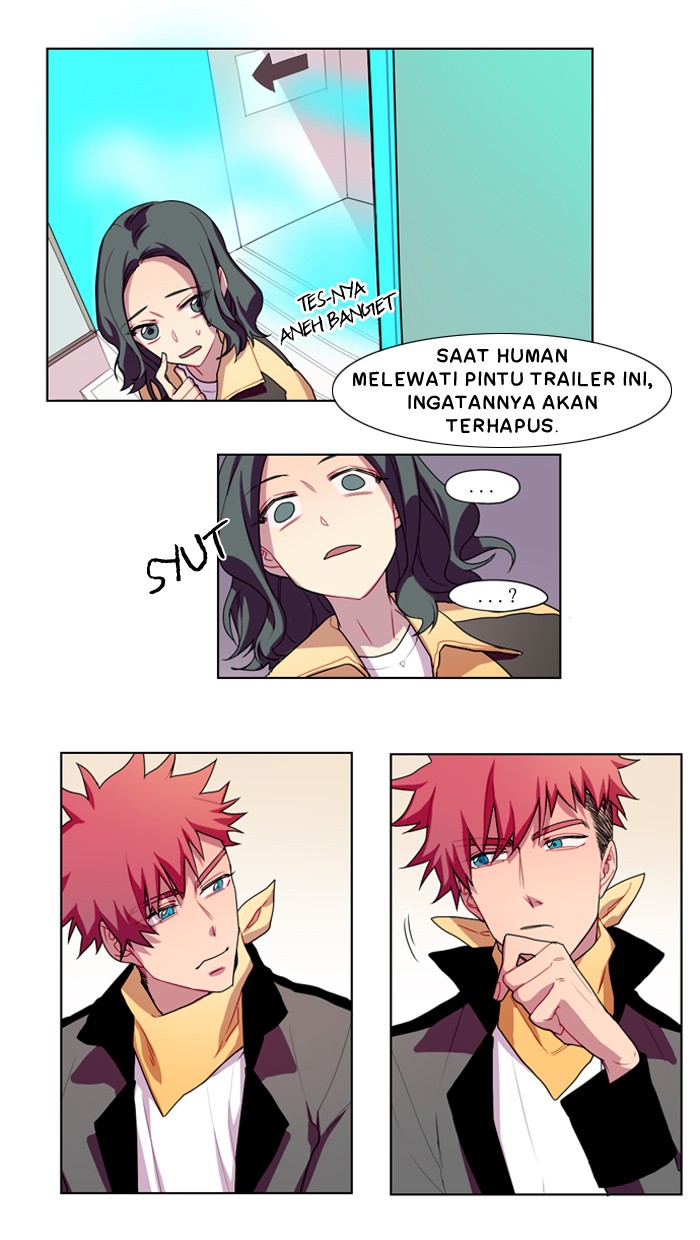 TES-NYA
ANEH BANGET
SAAT HUMAN
MELEWATI PINTU TRAILER INI,
INGATANNYA AKAN
TERHAPUS.
...
SYUT
...?